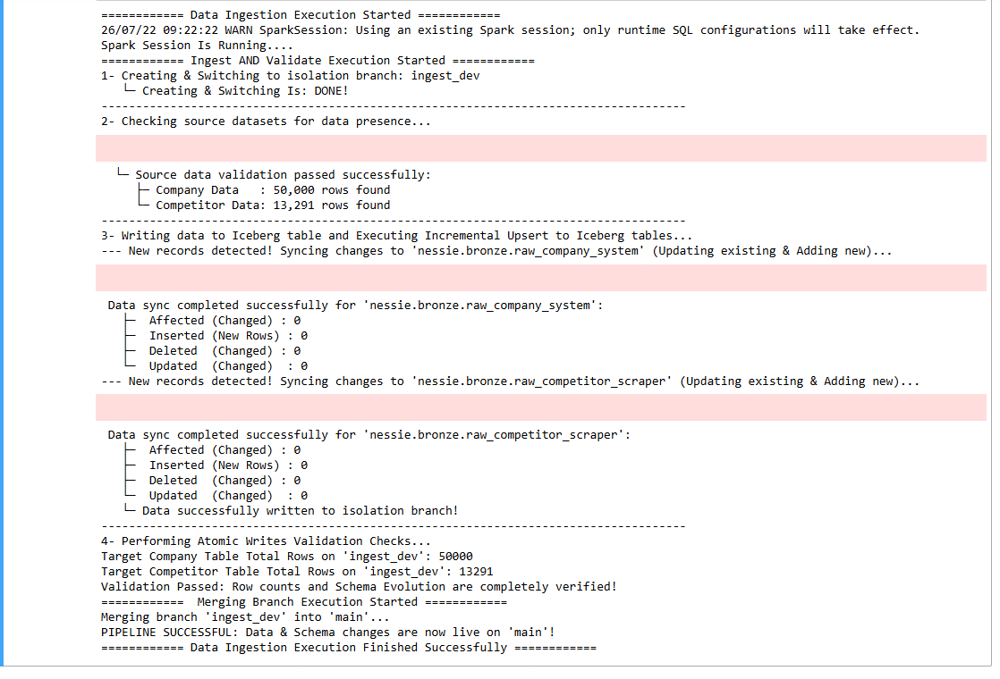 ============ Data Ingestion Execution Started ============
26/07/22 09:22:22 WARN SparkSession: Using an existing Spark session; only runtime SQL configurations will take effect.
Spark Session Is Running....
============ Ingest AND Validate Execution Started ============
1- Creating & Switching to isolation branch: ingest_dev
   └─ Creating & Switching Is: DONE!
-------------------------------------------------------------------------------------
2- Checking source datasets for data presence...
  └─ Source data validation passed successfully:
     ├─ Company Data   : 50,000 rows found
     └─ Competitor Data: 13,291 rows found
-------------------------------------------------------------------------------------
3- Writing data to Iceberg table and Executing Incremental Upsert to Iceberg tables...
--- New records detected! Syncing changes to 'nessie.bronze.raw_company_system' (Updating existing & Adding new)...
 Data sync completed successfully for 'nessie.bronze.raw_company_system':
   ├─  Affected (Changed) : 0
   ├─  Inserted (New Rows) : 0
   ├─  Deleted  (Changed) : 0
   └─  Updated  (Changed)  : 0
--- New records detected! Syncing changes to 'nessie.bronze.raw_competitor_scraper' (Updating existing & Adding new)...
 Data sync completed successfully for 'nessie.bronze.raw_competitor_scraper':
   ├─  Affected (Changed) : 0
   ├─  Inserted (New Rows) : 0
   ├─  Deleted  (Changed) : 0
   └─  Updated  (Changed)  : 0
   └─ Data successfully written to isolation branch!
-------------------------------------------------------------------------------------
4- Performing Atomic Writes Validation Checks...
Target Company Table Total Rows on 'ingest_dev': 50000
Target Competitor Table Total Rows on 'ingest_dev': 13291
Validation Passed: Row counts and Schema Evolution are completely verified!
============  Merging Branch Execution Started ============
Merging branch 'ingest_dev' into 'main'...
PIPELINE SUCCESSFUL: Data & Schema changes are now live on 'main'!
============ Data Ingestion Execution Finished Successfully ============